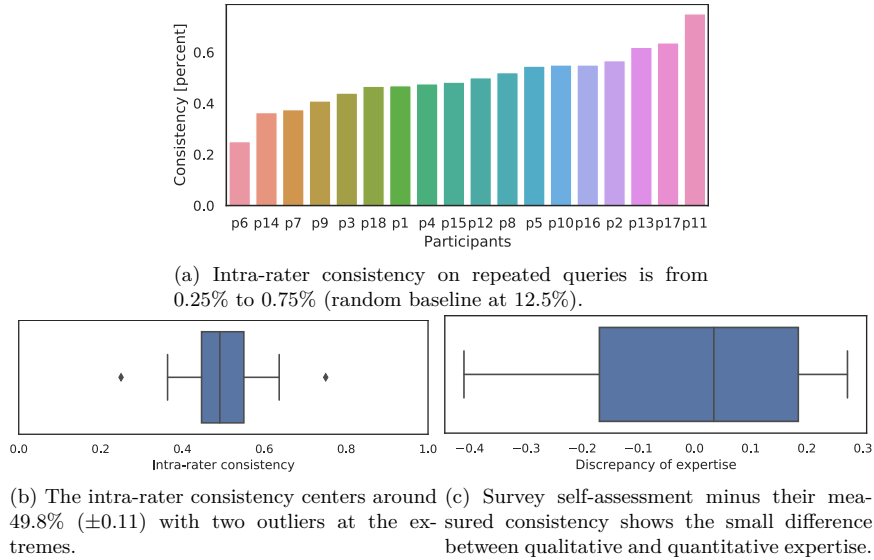 Consistency [percent]
0.6
0.4
0.2
0.0
p6 p14 p7 p9 p3 p18 p1 p4 p15 p12 p8 p5 p10 p16 p2 p13 p17 p11
Participants
(a) Intra-rater consistency on repeated queries is from
0.25% to 0.75% (random baseline at 12.5%).
0.0 0.2 0.4 0.6 0.8 1.0
Intra-rater consistency
(b) The intra-rater consistency centers around
49.8% (±0.11) with two outliers at the ex-
tremes.
−0.4 −0.3 −0.2 −0.1 0.0 0.1 0.2 0.3
Discrepancy of expertise
(c) Survey self-assessment minus their mea-
sured consistency shows the small difference
between qualitative and quantitative expertise.